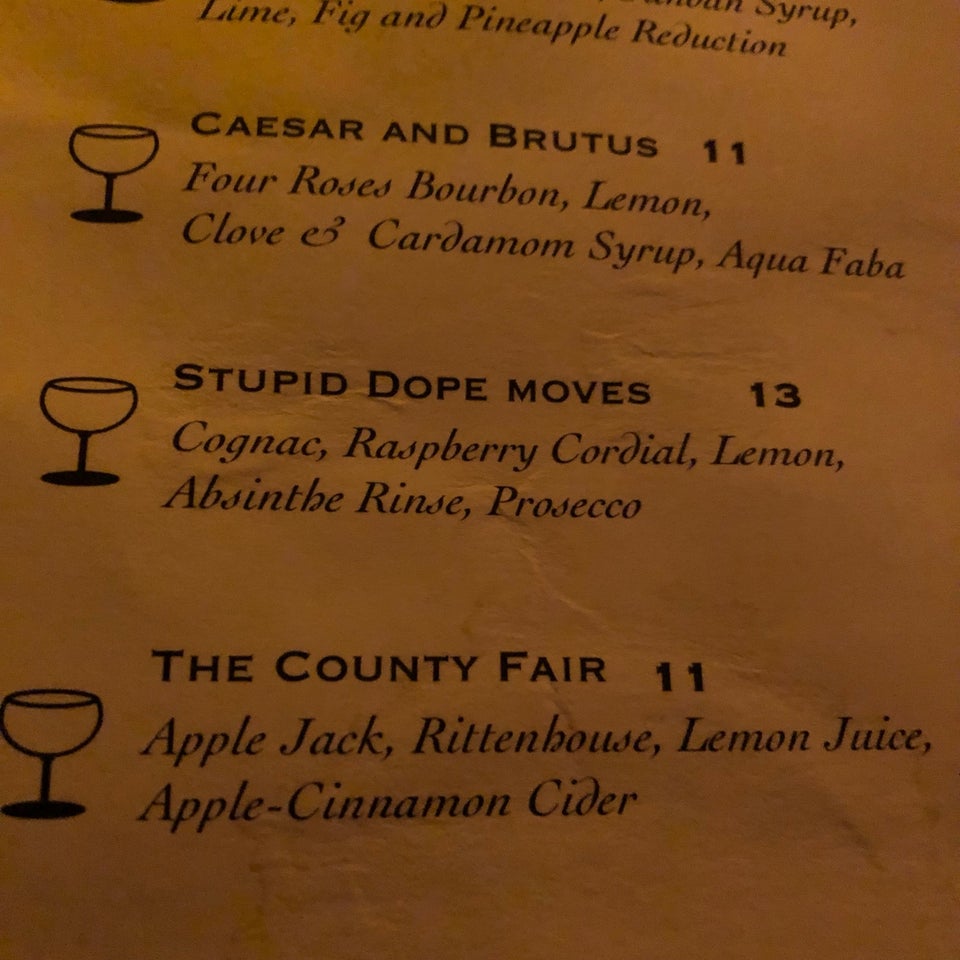 Syrup,
Lime, Fig and Pineapple Reduction
CAESAR AND BRUTUS 11
Four Roses Bourbon, Lemon,
Clove & Cardamom Syrup, Aqua Faba
STUPID DOPE MOVES 13
Cognac, Raspberry Cordial, Lemon,
Absinthe Rinse, Prosecco
THE COUNTY FAIR 11
Apple Jack, Rittenhouse, Lemon Juice,
Apple-Cinnamon Cider